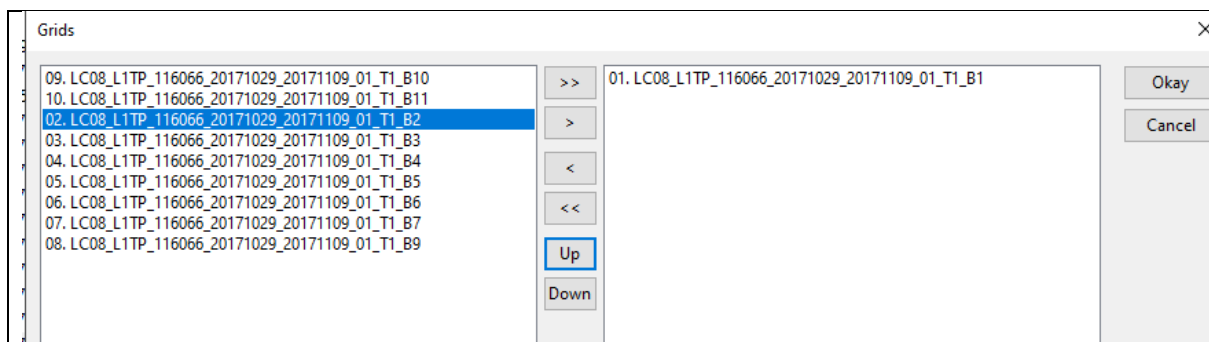 Grids
09. LC08_L1TP_116066_20171029_20171109_01_T1_B10
10. LC08_L1TP_116066_20171029_20171109_01_T1_B11
02. LC08_L1TP_116066_20171029_20171109_01_T1_B2
03. LC08_L1TP_116066_20171029_20171109_01_T1_B3
04. LC08_L1TP_116066_20171029_20171109_01_T1_B4
05. LC08_L1TP_116066_20171029_20171109_01_T1_B5
06. LC08_L1TP_116066_20171029_20171109_01_T1_B6
07. LC08_L1TP_116066_20171029_20171109_01_T1_B7
08. LC08_L1TP_116066_20171029_20171109_01_T1_B9
>>
>
<
<<
Up
Down
01. LC08_L1TP_116066_20171029_20171109_01_T1_B1
Okay
Cancel